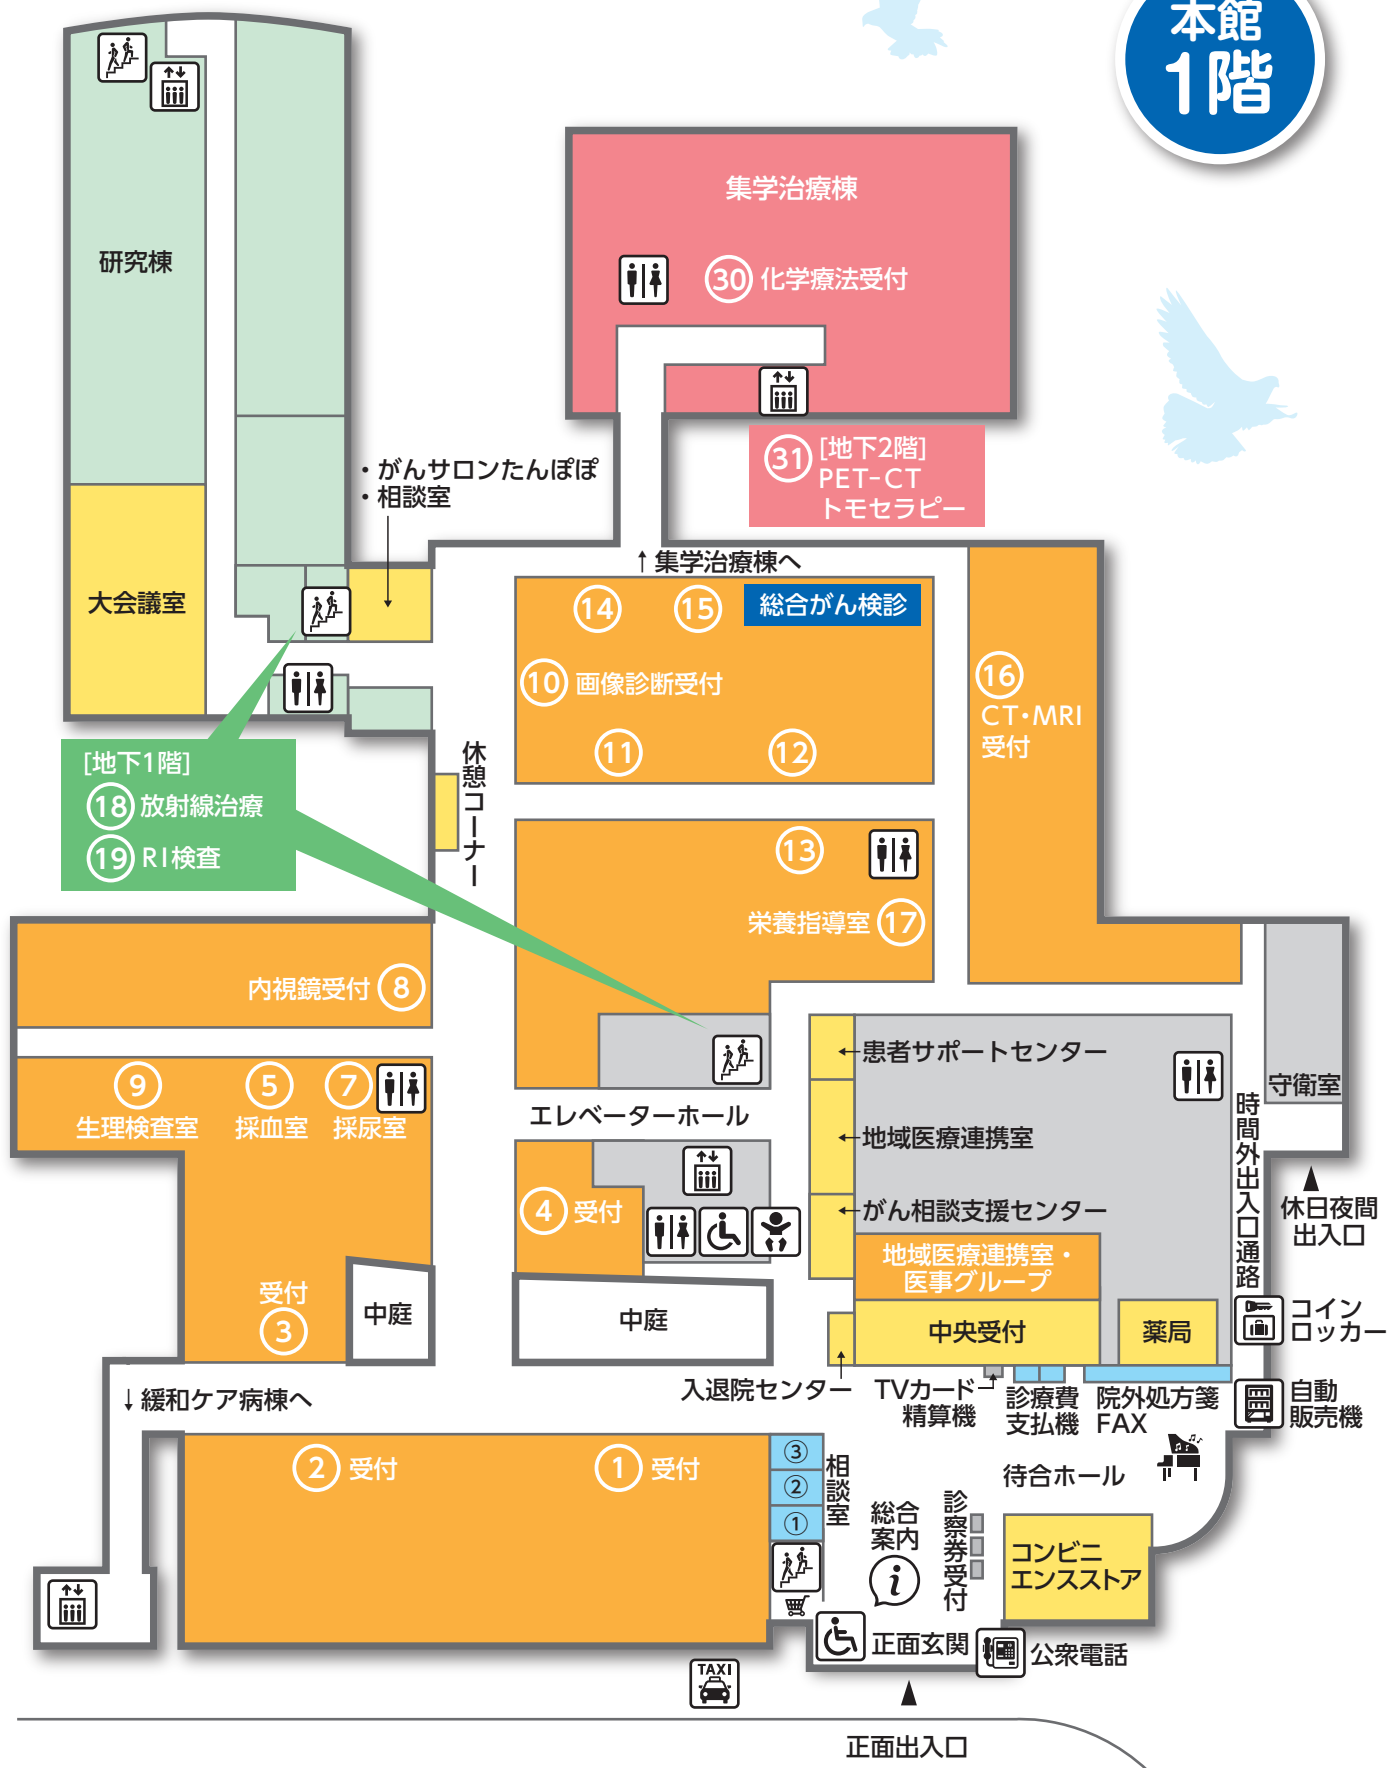 本館
1階
集学治療棟
研究棟
30 化学療法受付
31 [地下2階]
PET-CT
トモセラピー
・がんサロンたんぽぽ
・相談室
↑集学治療棟へ
大会議室
14
15
総合がん検診
10 画像診断受付
16
CT・MRI
受付
11
12
[地下1階]
18 放射線治療
19 RI検査
休憩コーナー
13
栄養指導室 17
内視鏡受付 8
患者サポートセンター
守衛室
9
生理検査室
5
採血室
7
採尿室
エレベーターホール
地域医療連携室
時間外出入口通路
4 受付
がん相談支援センター
休日夜間
出入口
地域医療連携室・
医事グループ
受付
3
中庭
中庭
中央受付
薬局
コイン
ロッカー
↓緩和ケア病棟へ
入退院センター
TVカード
精算機
診療費
支払機
院外処方箋
FAX
自動
販売機
2 受付
1 受付
③
②
①
相談室
待合ホール
総合
案内
i
診察券受付
コンビニ
エンスストア
正面玄関
公衆電話
TAXI
正面出入口